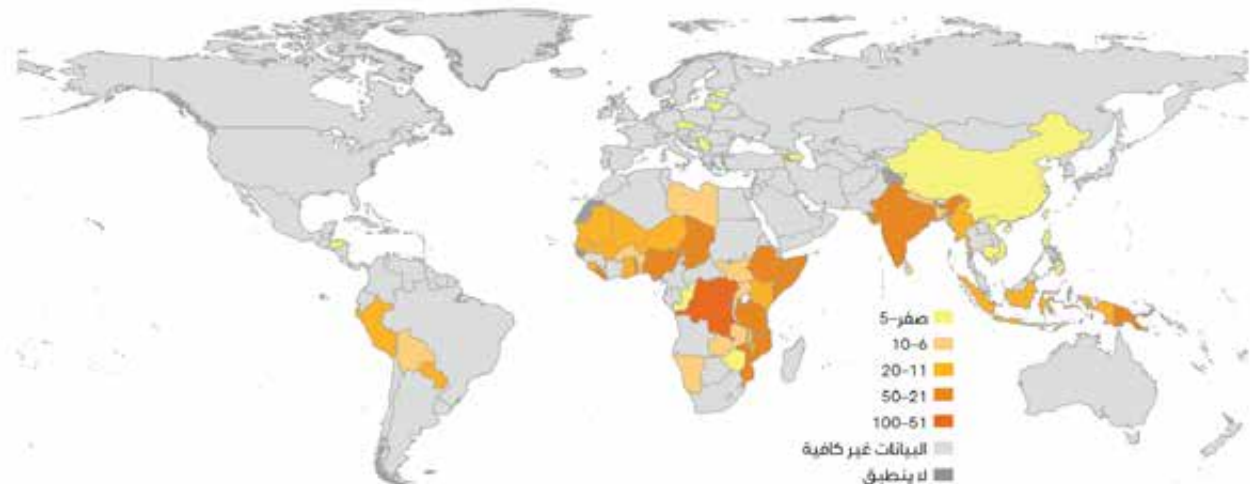 صفر-5
10-6
20-11
50-21
100-51
البيانات غير كافية
لا ينطبق